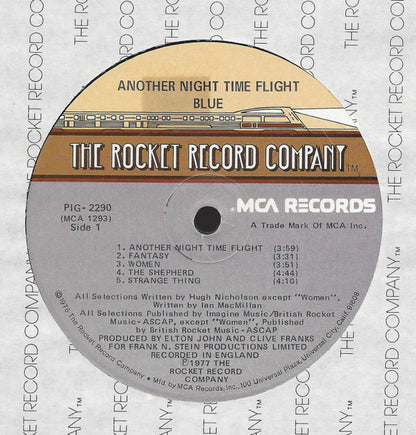 ANOTHER NIGHT TIME FLIGHT
BLUE
THE ROCKET RECORD COMPANY™
PIG-2290
(MCA 1293)
Side 1
MCA RECORDS
A Trade Mark Of MCA Inc.
1. ANOTHER NIGHT TIME FLIGHT (3:59)
2. FANTASY (3:31)
3. WOMEN (3:51)
4. THE SHEPHERD (4:44)
5. STRANGE THING (4:10)
All Selections Written by Hugh Nicholson except "Women",
Written by Ian MacMillan
All Selections Published by Imagine Music/British Rocket
Music-ASCAP, except "Women", Published
by British Rocket Music-ASCAP
PRODUCED BY ELTON JOHN AND CLIVE FRANKS
FOR FRANK N. STEIN PRODUCTIONS LIMITED
RECORDED IN ENGLAND
℗1977 THE
ROCKET RECORD
COMPANY
©1976 The Rocket Record Company • Mfd. by MCA Records, Inc., 100 Universal Plaza, Universal City, Calif. 91608
THE ROCKET RECORD COMPANY™
THE ROCKET RECORD COMPANY™
THE ROCKET RECORD COMPANY™